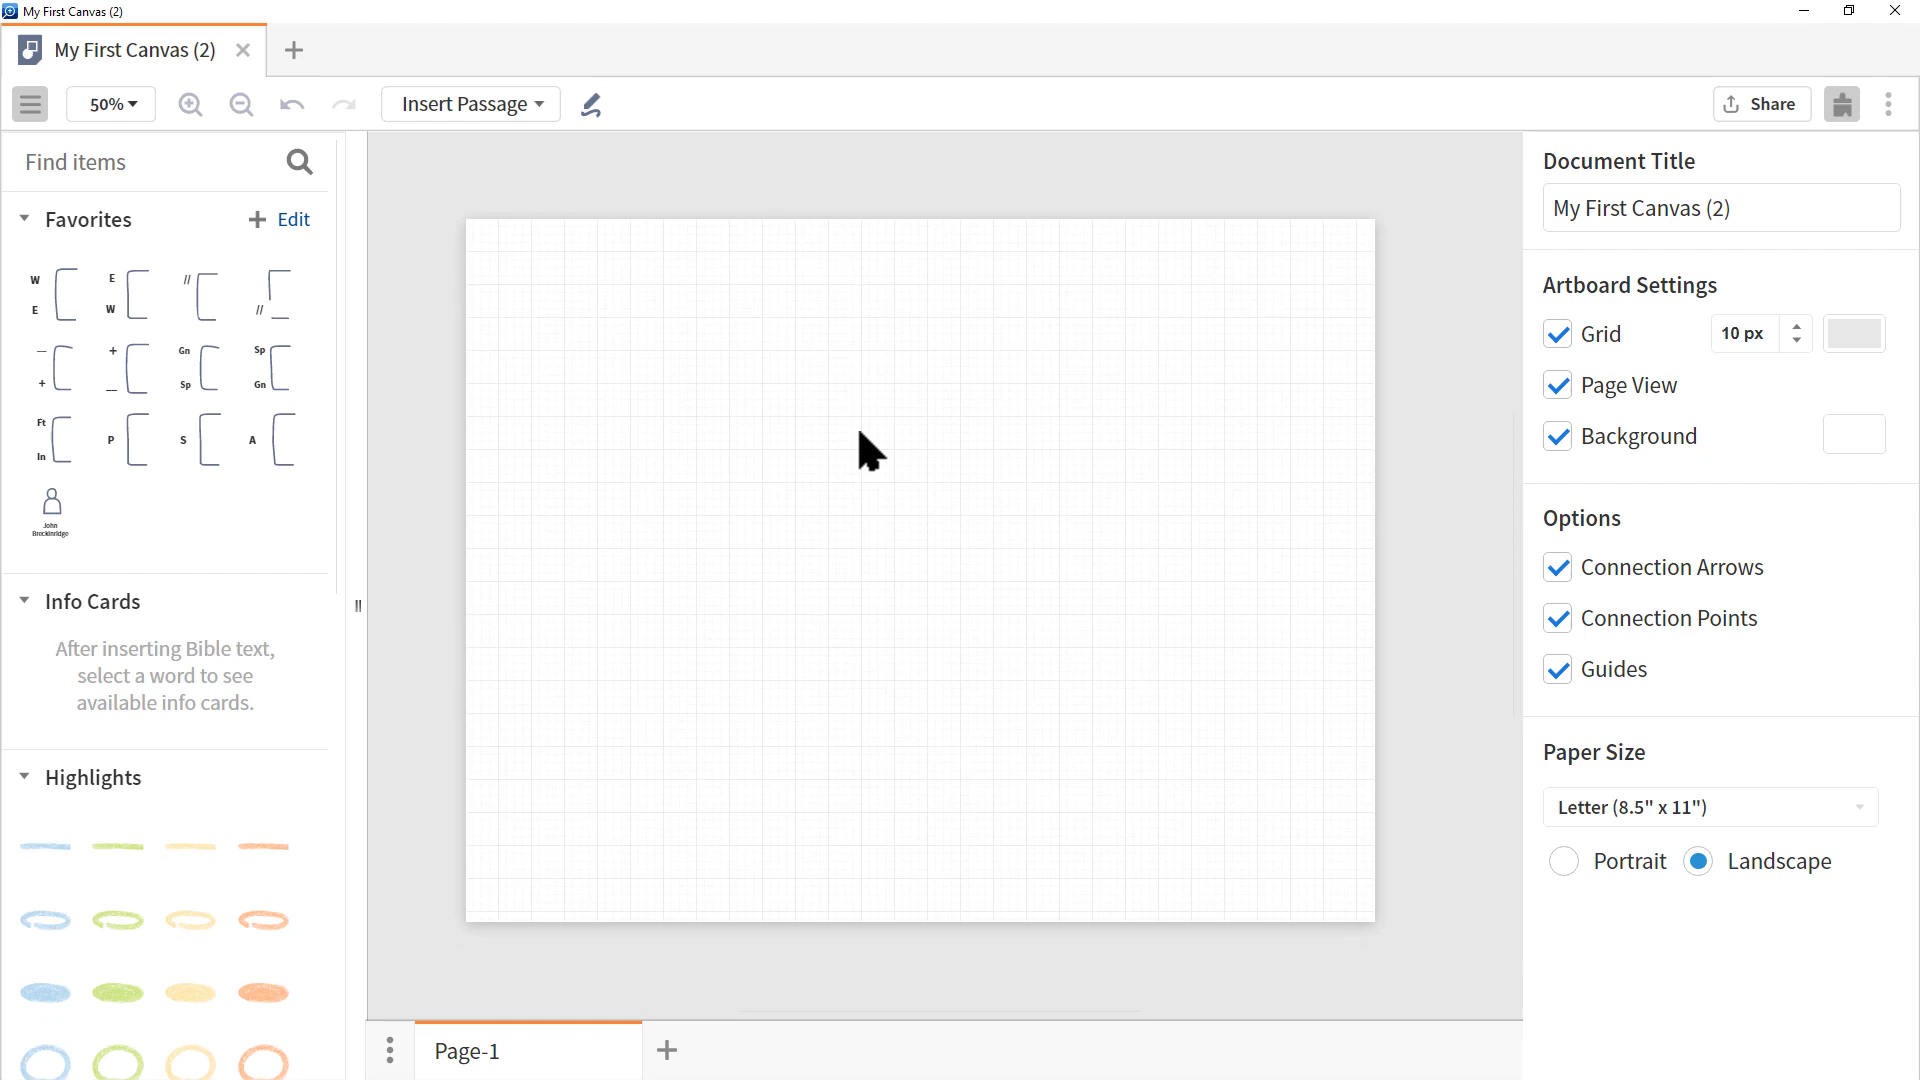 My First Canvas (2)
My First Canvas (2)
50%
Insert Passage
Share
Find items
Favorites
Edit
W
E
E
W
//
//
—
+
+
—
Gn
Sp
Sp
Gn
Ft
In
P
S
A
John
Breckinridge
Info Cards
After inserting Bible text,
select a word to see
available info cards.
Highlights
Page-1
Document Title
My First Canvas (2)
Artboard Settings
Grid
10 px
Page View
Background
Options
Connection Arrows
Connection Points
Guides
Paper Size
Letter (8.5" x 11")
Portrait
Landscape